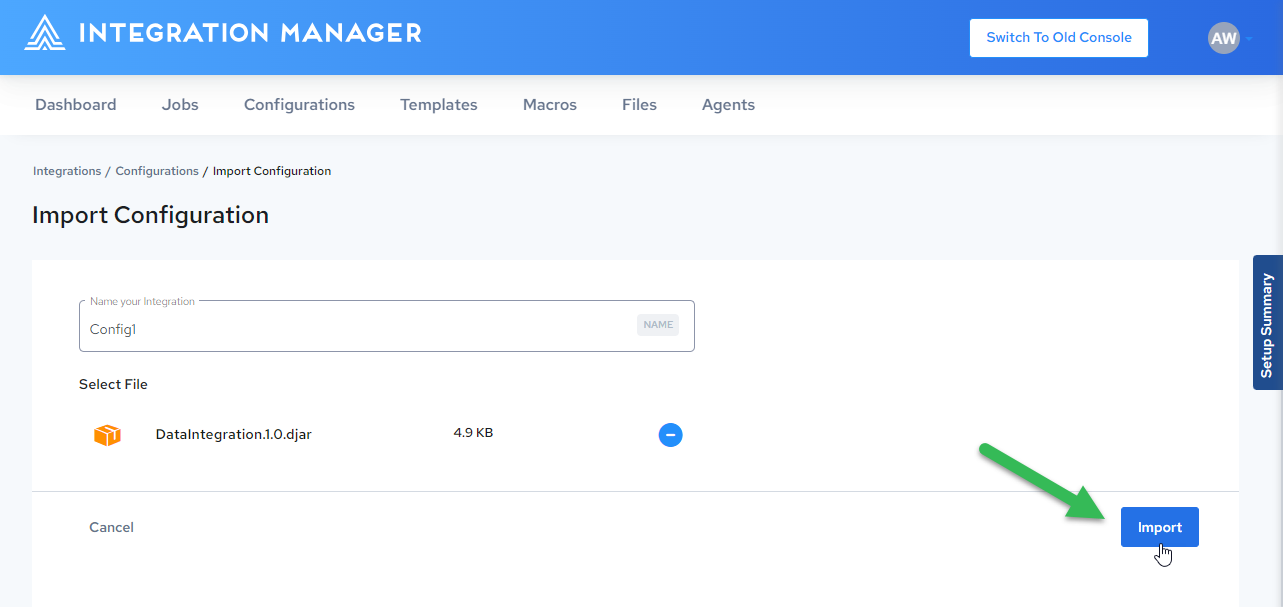 INTEGRATION MANAGER
Switch To Old Console
AW
Dashboard Jobs Configurations Templates Macros Files Agents
Integrations / Configurations / Import Configuration
Import Configuration
Name your Integration
Config1
NAME
Select File
DataIntegration.1.0.djar 4.9 KB
Cancel
Import
Setup Summary